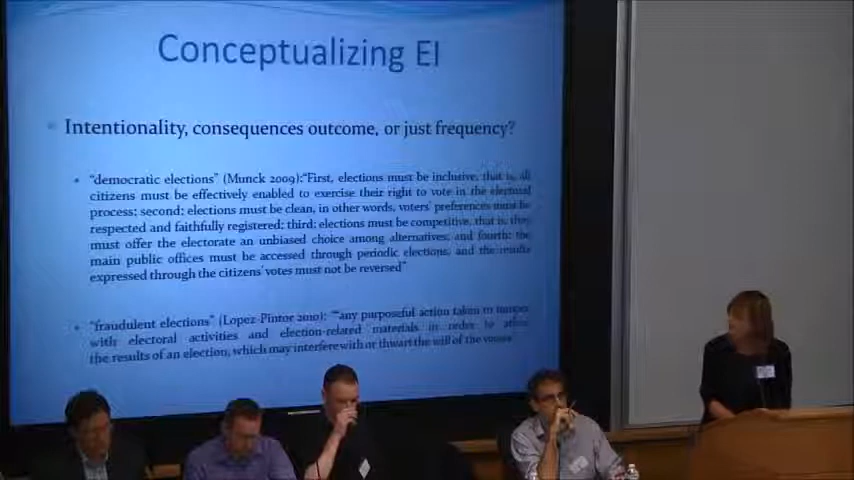 Conceptualizing EI
Intentionality, consequences outcome, or just frequency?
"democratic elections" (Munck 2009):"First, elections must be inclusive, that is, all
citizens must be effectively enabled to exercise their right to vote in the electoral
process; second; elections must be clean, in other words, voters' preferences must be
respected and faithfully registered; third; elections must be competitive, that is, they
must offer the electorate an unbiased choice among alternatives; and fourth: the
main public offices must be accessed through periodic elections, and the results
expressed through the citizens' votes must not be reversed"
"fraudulent elections" (Lopez-Pintor 2010): "any purposeful action taken to tamper
with electoral activities and election-related materials in order to affect
the results of an election, which may interfere with or thwart the will of the voters"